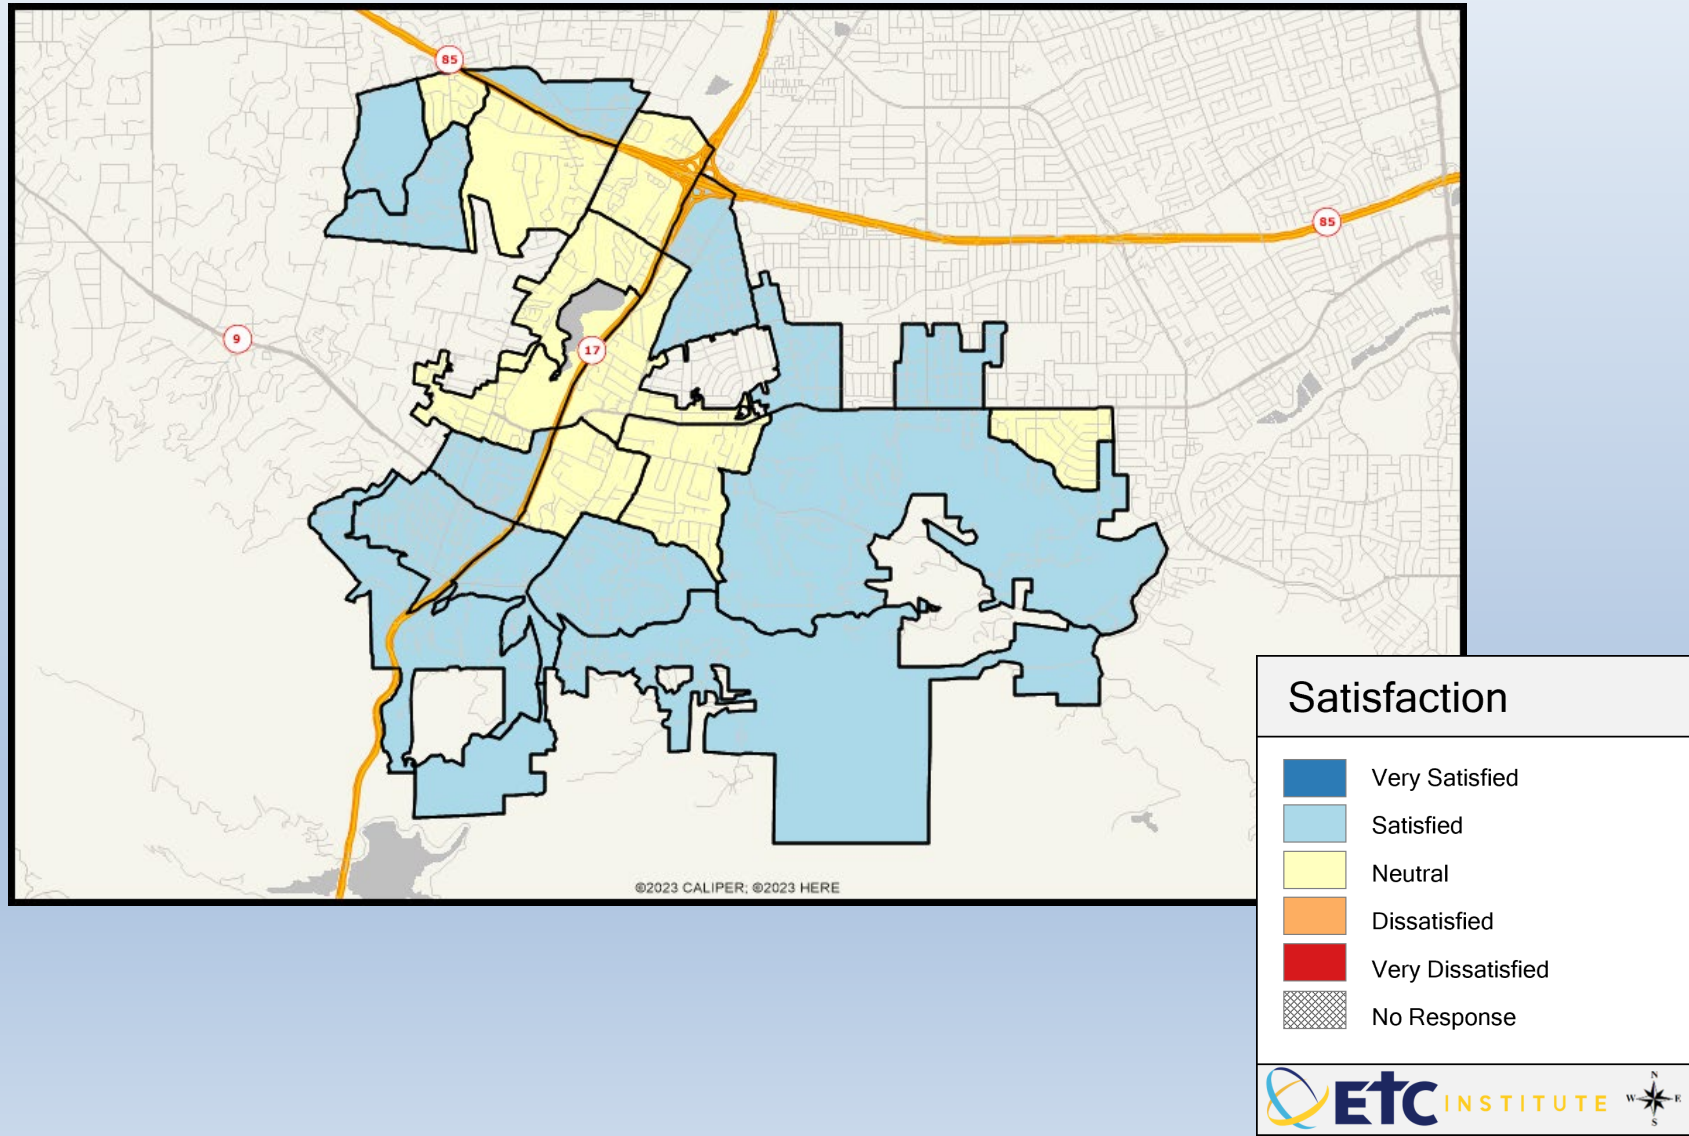 85
85
9
17
©2023 CALIPER; ©2023 HERE
Satisfaction
Very Satisfied
Satisfied
Neutral
Dissatisfied
Very Dissatisfied
No Response
ETC INSTITUTE
N
W E
S